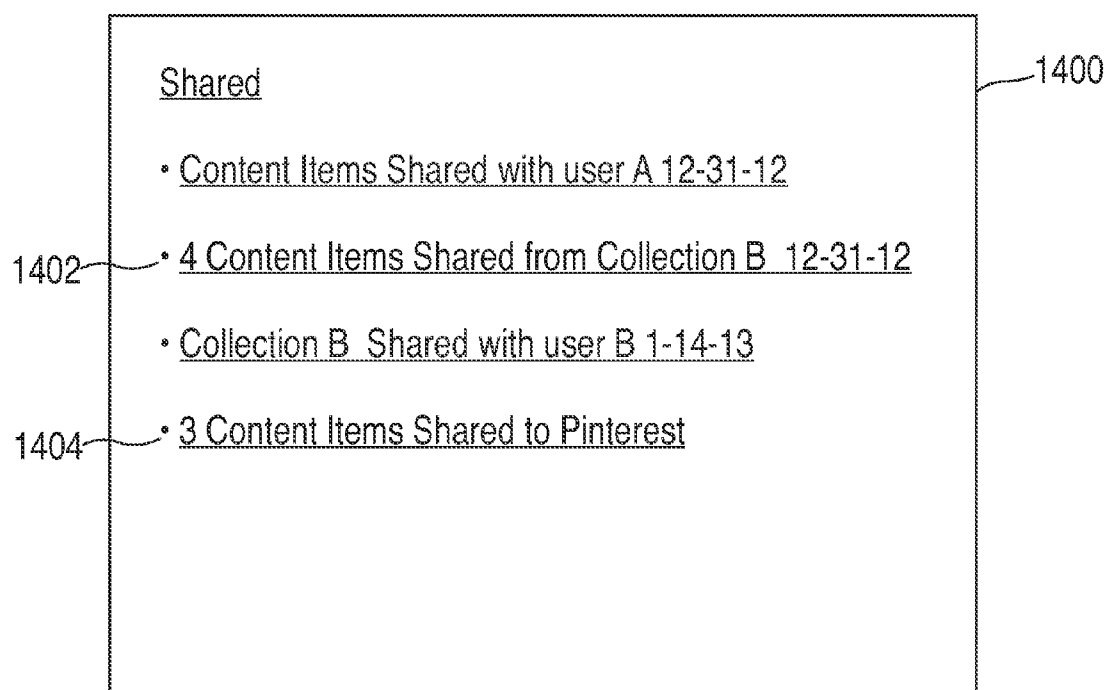 Shared
1400
• Content Items Shared with user A 12-31-12
1402
• 4 Content Items Shared from Collection B 12-31-12
• Collection B Shared with user B 1-14-13
1404
• 3 Content Items Shared to Pinterest